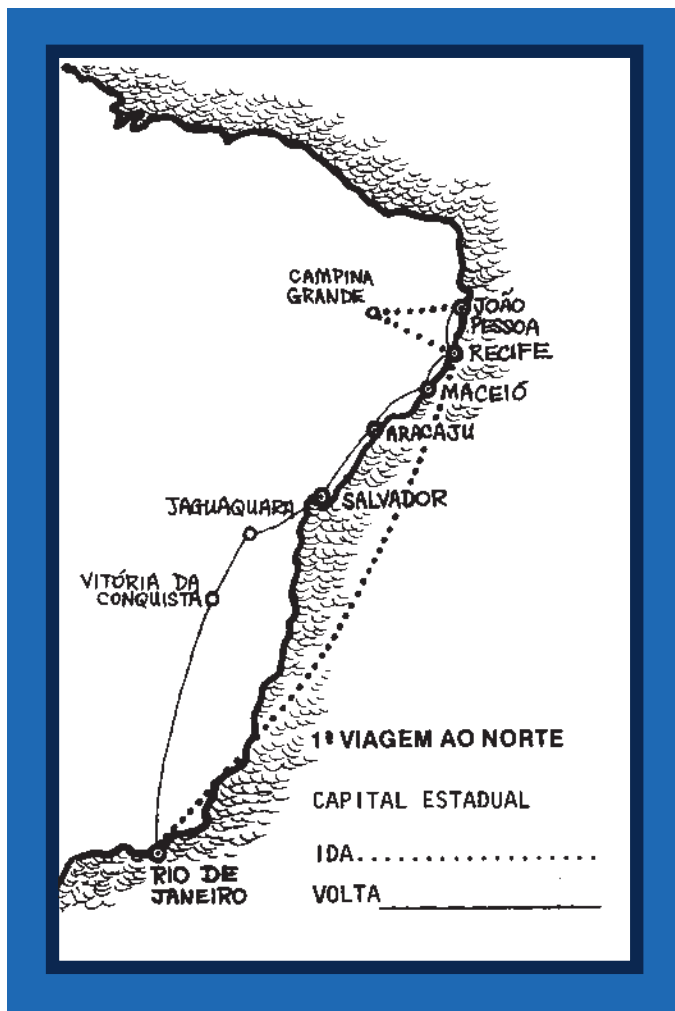 CAMPINA
GRANDE
JOÃO
PESSOA
RECIFE
MACEIÓ
ARACAJU
SALVADOR
JAGUAQUARA
VITÓRIA DA
CONQUISTA
1ª VIAGEM AO NORTE
CAPITAL ESTADUAL
IDA....................
VOLTA____________________
RIO DE
JANEIRO